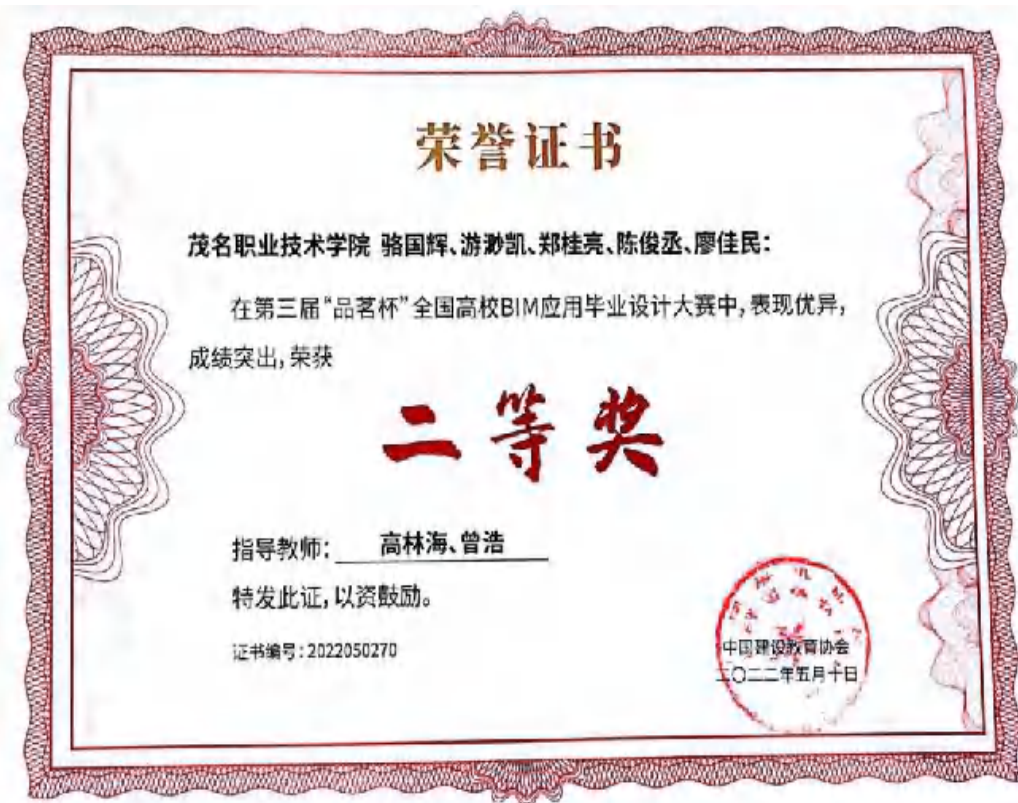 荣誉证书
茂名职业技术学院 骆国辉、游渺凯、郑桂亮、陈俊丞、廖佳民：
在第三届“品茗杯”全国高校BIM应用毕业设计大赛中，表现优异，
成绩突出，荣获
二等奖
指导教师： 高林海、曾浩
特发此证，以资鼓励。
证书编号：2022050270
中国建设教育协会
二〇二二年五月十日